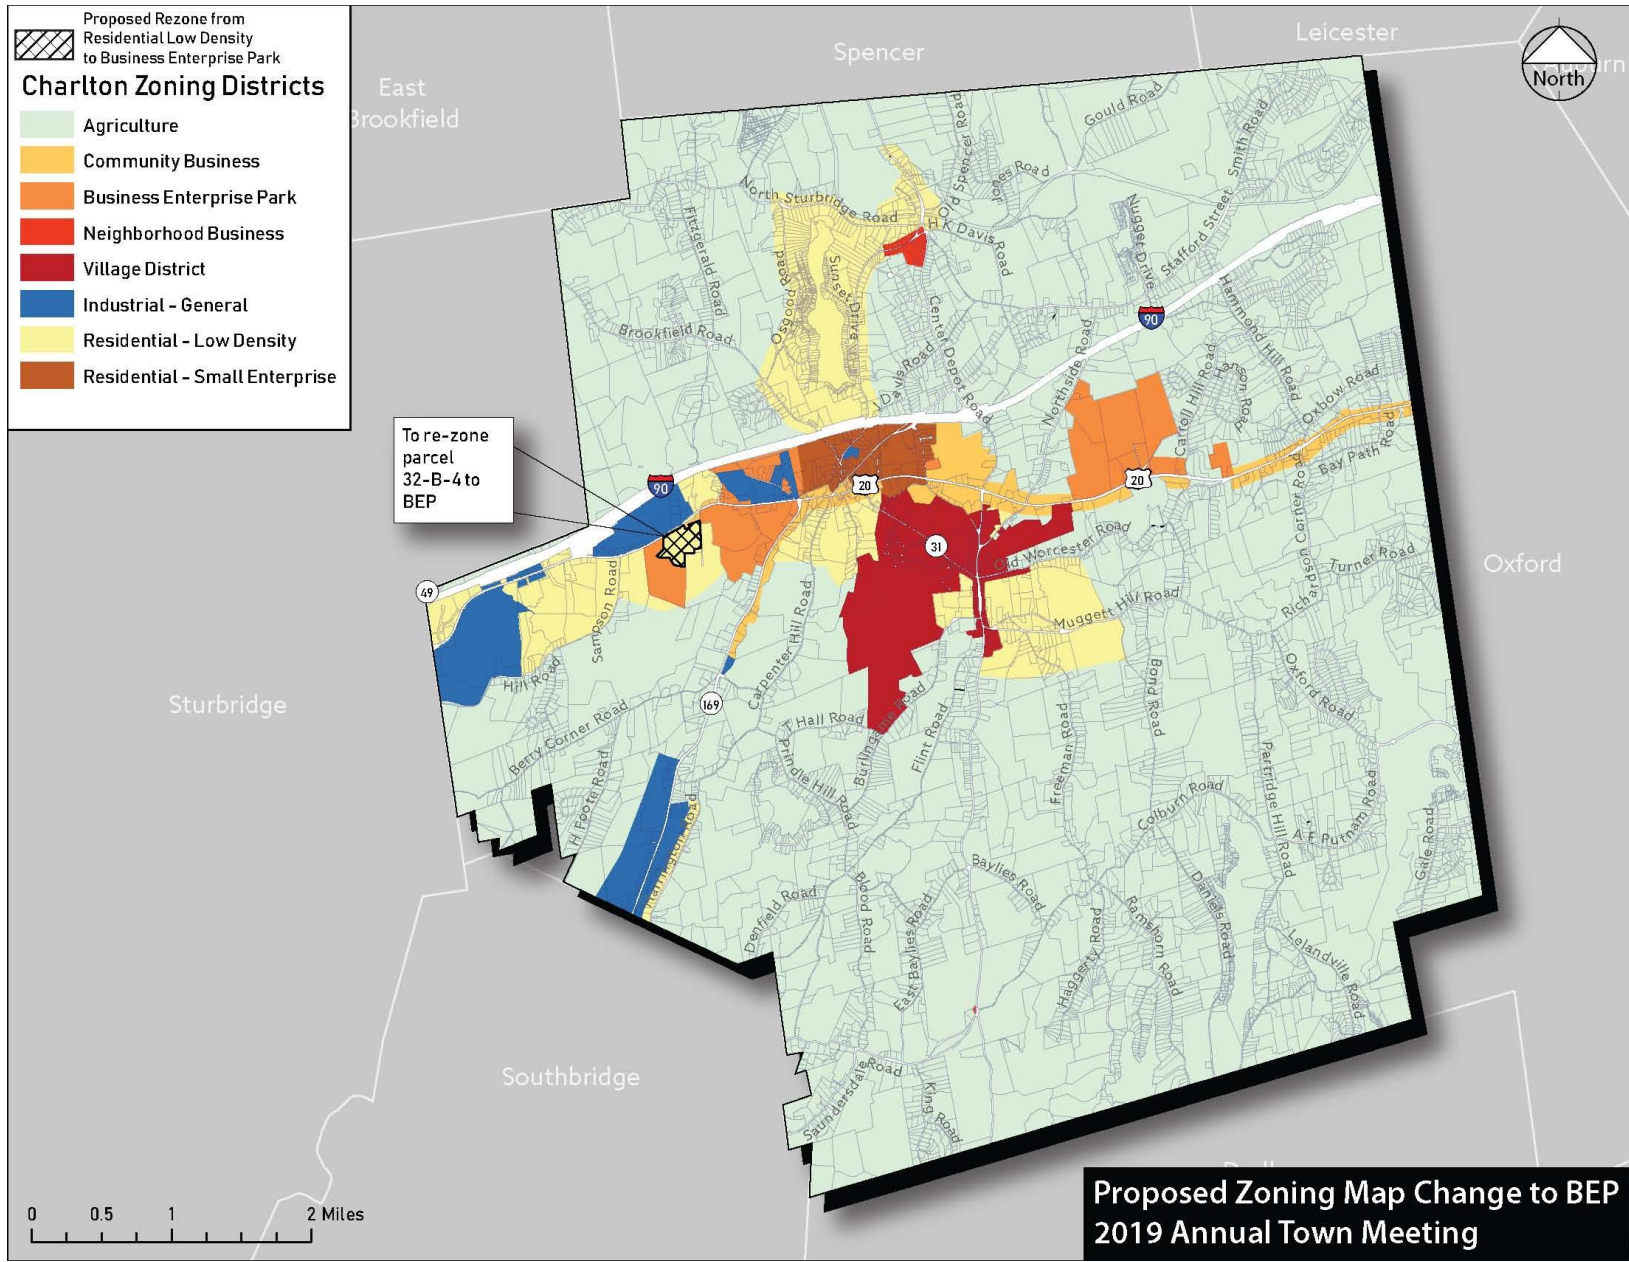 Proposed Rezone from
Residential Low Density
to Business Enterprise Park
Charlton Zoning Districts
Agriculture
Community Business
Business Enterprise Park
Neighborhood Business
Village District
Industrial - General
Residential - Low Density
Residential - Small Enterprise
East
Brookfield
Spencer
Leicester
Auburn
North
Gould Road
Old Spencer Road
Jones Road
Smith Road
North Sturbridge Road
H K Davis Road
Nugget Drive
Stafford Street
Fitzgerald Road
Osgood Road
Sunset Drive
Center Depot Road
Hammond Hill Road
90
Brookfield Road
J Davis Road
Northside Road
Carroll Hill Road
Hanson Road
Oxbow Road
To re-zone
parcel
32-B-4 to
BEP
Bay Path Road
90
20
20
31
Old Worcester Road
Richardson Corner Road
Turner Road
Oxford
49
Sampson Road
Carpenter Hill Road
Muggett Hill Road
Hill Road
Sturbridge
169
Berry Corner Road
T Hall Road
Burlingame Road
Flint Road
Bond Road
Oxford Road
Freeman Road
Prindle Hill Road
H Foote Road
Partridge Hill Road
Colburn Road
A F Putnam Road
Gale Road
Harrington Road
Baylies Road
Denfield Road
Blood Road
East Baylies Road
Daniels Road
Ramshorn Road
Haggerty Road
Lelandville Road
Southbridge
Saundersdale Road
King Road
0 0.5 1 2 Miles
Proposed Zoning Map Change to BEP
2019 Annual Town Meeting